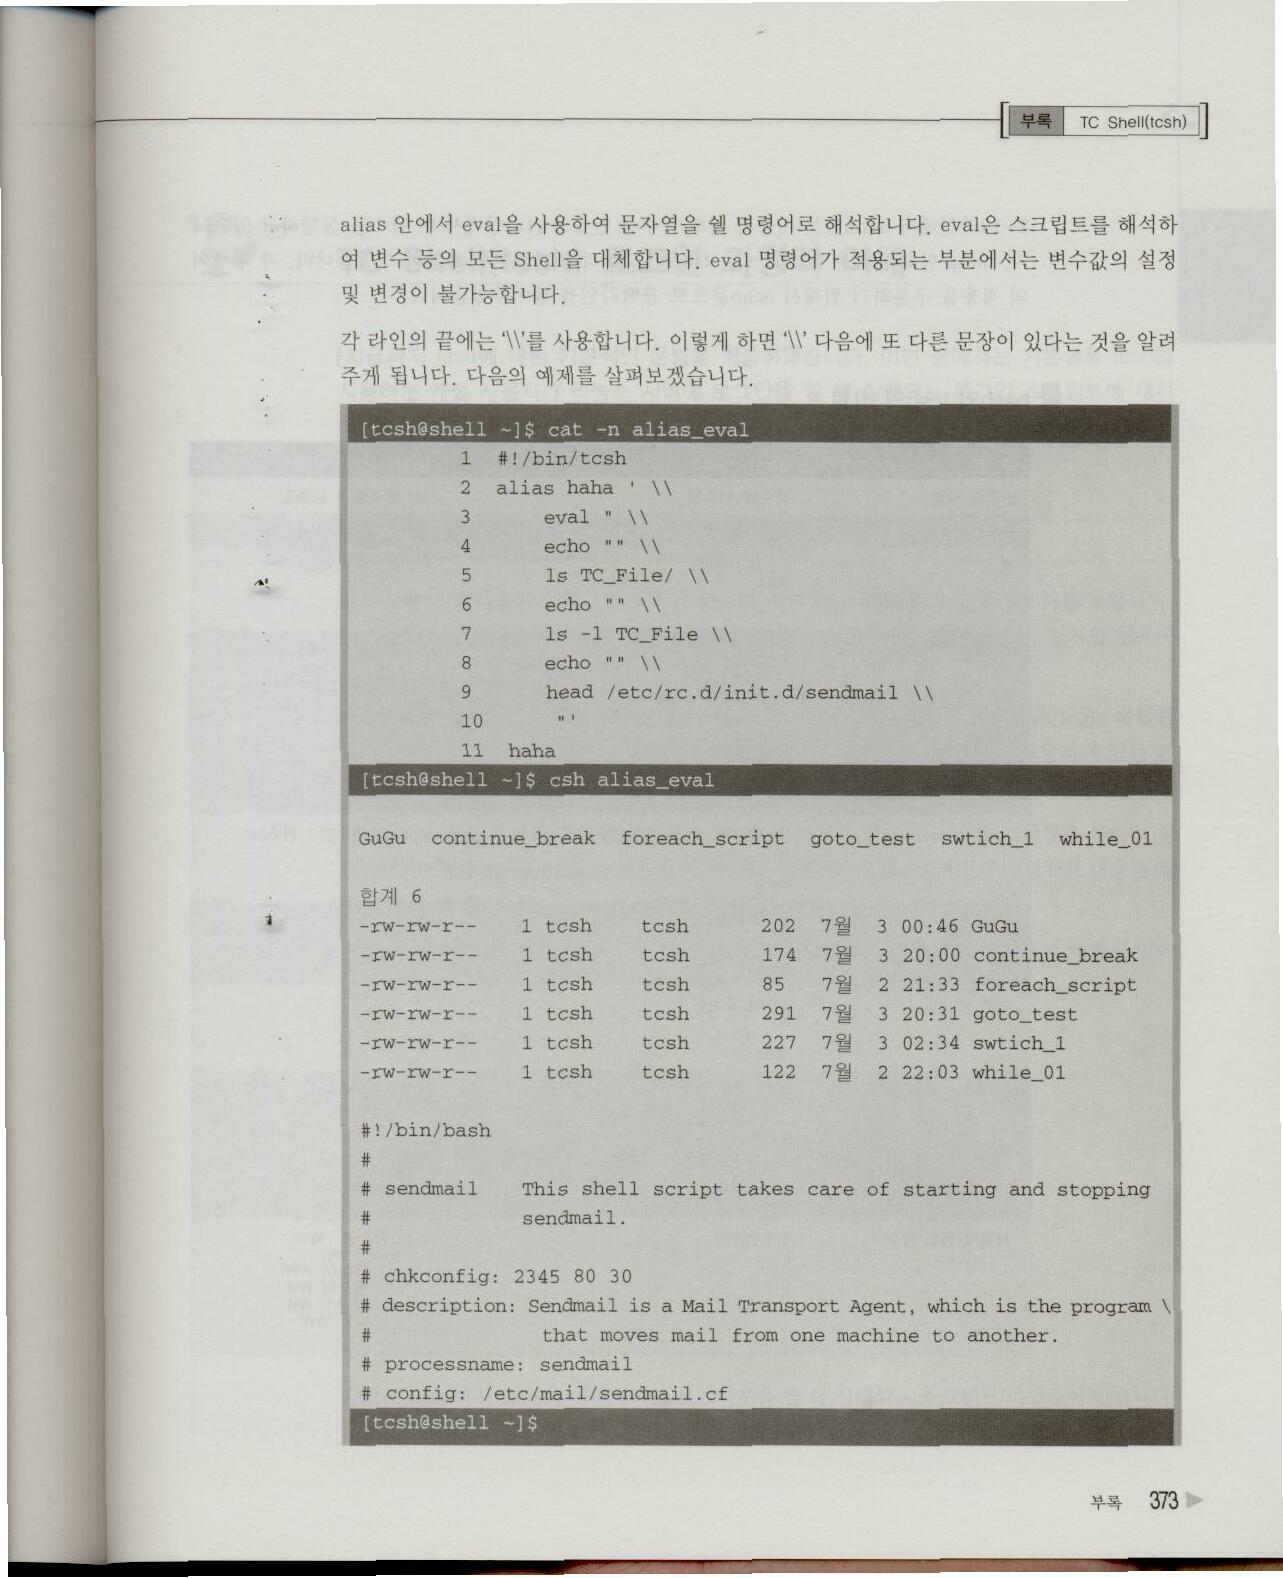 부록 TC Shell(tcsh)
alias 안에서 eval을 사용하여 문자열을 쉘 명령어로 해석합니다. eval은 스크립트를 해석하
여 변수 등의 모든 Shell을 대체합니다. eval 명령어가 적용되는 부분에서는 변수값의 설정
및 변경이 불가능합니다.
각 라인의 끝에는 '\\'를 사용합니다. 이렇게 하면 '\\' 다음에 또 다른 문장이 있다는 것을 알려
주게 됩니다. 다음의 예제를 살펴보겠습니다.
[tcsh@shell ~]$ cat -n alias_eval
1 #!/bin/tcsh
2 alias haha ' \\
3 eval " \\
4 echo "" \\
5 ls TC_File/ \\
6 echo "" \\
7 ls -l TC_File \\
8 echo "" \\
9 head /etc/rc.d/init.d/sendmail \\
10 "'
11 haha
[tcsh@shell ~]$ csh alias_eval
GuGu continue_break foreach_script goto_test swtich_1 while_01
합계 6
-rw-rw-r-- 1 tcsh tcsh 202 7월 3 00:46 GuGu
-rw-rw-r-- 1 tcsh tcsh 174 7월 3 20:00 continue_break
-rw-rw-r-- 1 tcsh tcsh 85 7월 2 21:33 foreach_script
-rw-rw-r-- 1 tcsh tcsh 291 7월 3 20:31 goto_test
-rw-rw-r-- 1 tcsh tcsh 227 7월 3 02:34 swtich_1
-rw-rw-r-- 1 tcsh tcsh 122 7월 2 22:03 while_01
#!/bin/bash
#
# sendmail This shell script takes care of starting and stopping
# sendmail.
#
# chkconfig: 2345 80 30
# description: Sendmail is a Mail Transport Agent, which is the program \
# that moves mail from one machine to another.
# processname: sendmail
# config: /etc/mail/sendmail.cf
[tcsh@shell ~]$
부록 373